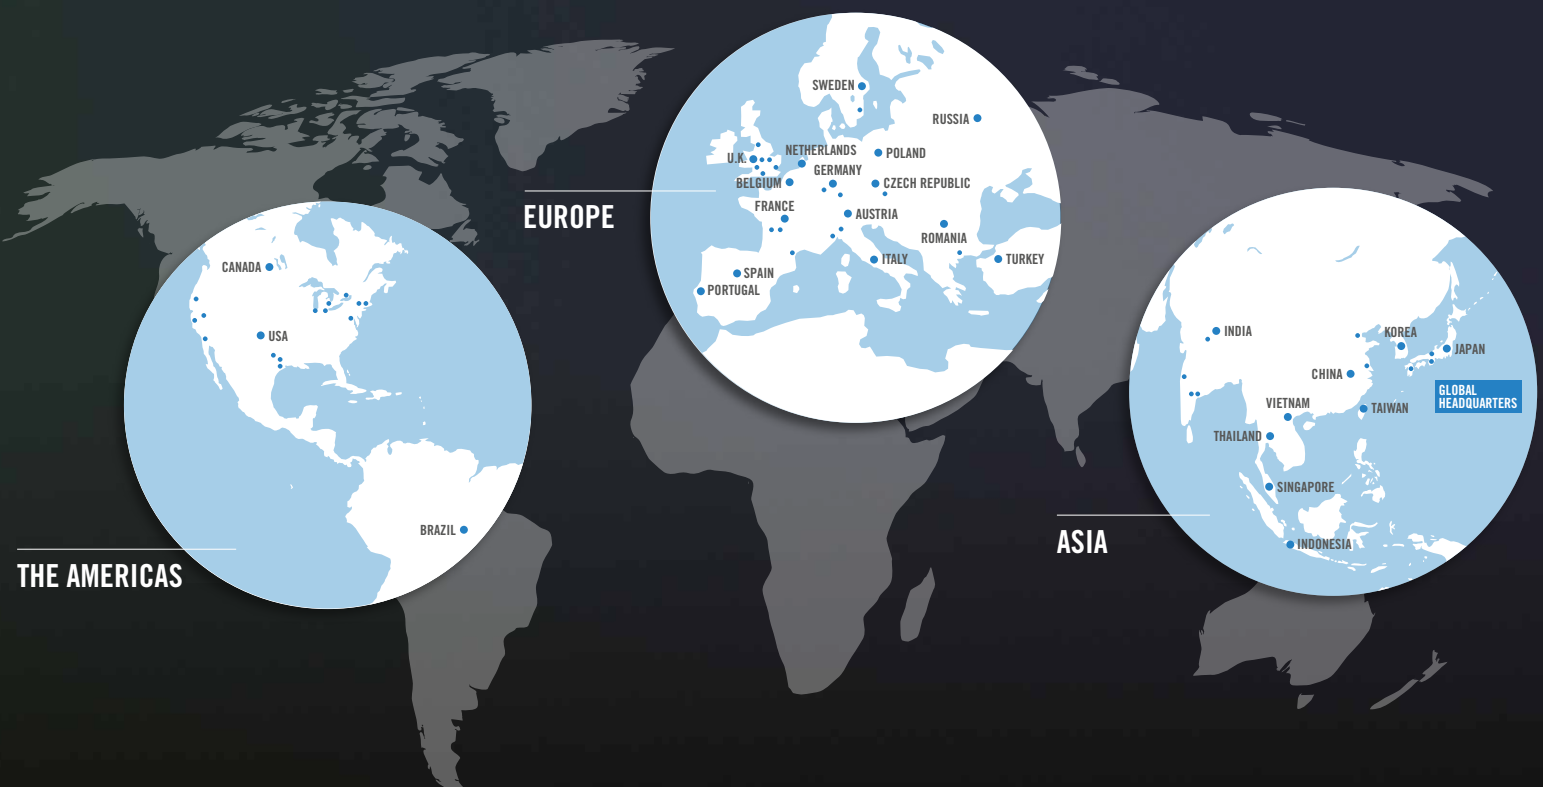 THE AMERICAS
CANADA
USA
BRAZIL
EUROPE
SWEDEN
RUSSIA
U.K.
NETHERLANDS
POLAND
BELGIUM
GERMANY
CZECH REPUBLIC
FRANCE
AUSTRIA
ROMANIA
ITALY
TURKEY
SPAIN
PORTUGAL
ASIA
INDIA
KOREA
JAPAN
CHINA
GLOBAL
HEADQUARTERS
VIETNAM
TAIWAN
THAILAND
SINGAPORE
INDONESIA